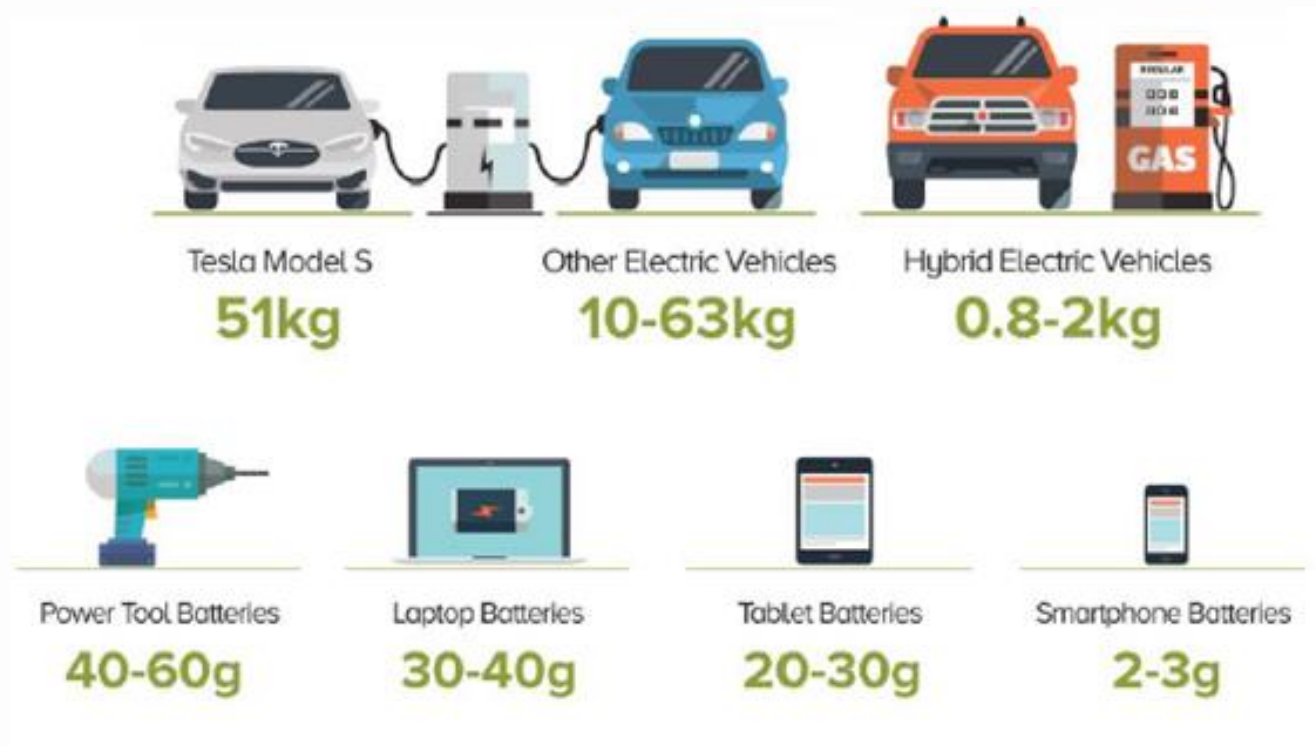 REGULAR
GAS
Tesla Model S
Other Electric Vehicles
Hybrid Electric Vehicles
51kg
10-63kg
0.8-2kg
Power Tool Batteries
Laptop Batteries
Tablet Batteries
Smartphone Batteries
40-60g
30-40g
20-30g
2-3g